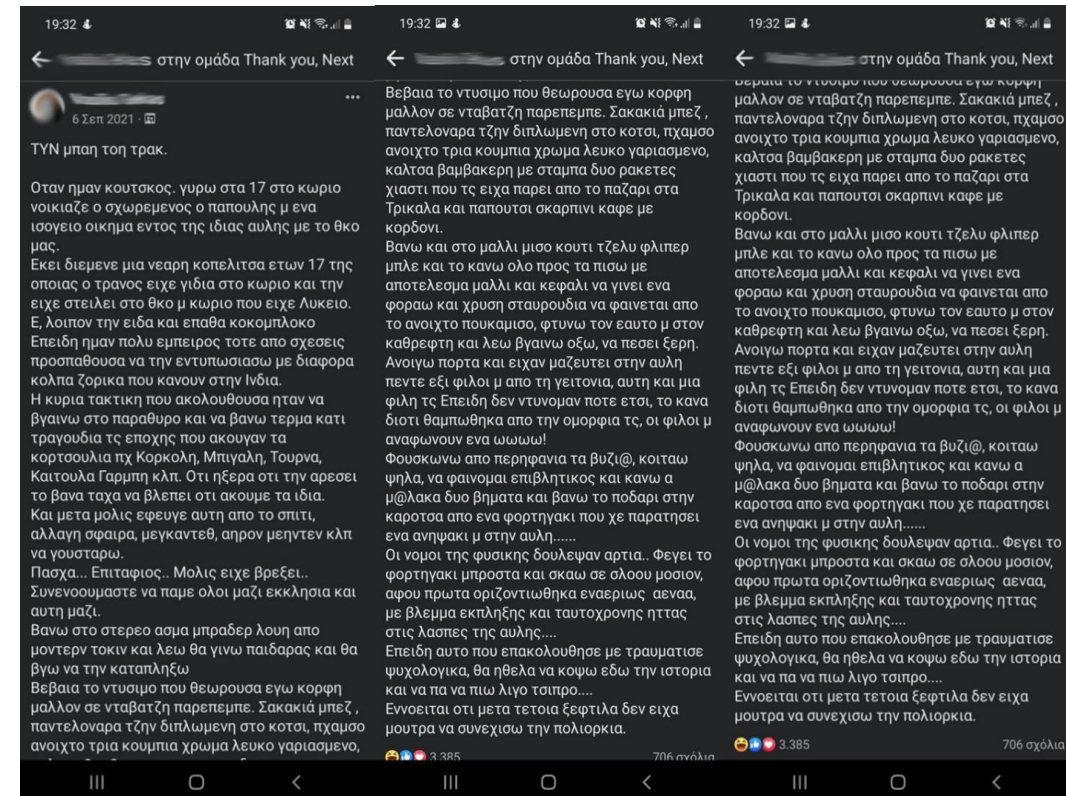 19:32
στην ομάδα Thank you, Next
6 Σεπ 2021 ·
ΤΥΝ μπαη τοη τρακ.
Οταν ημαν κουτσκος. γυρω στα 17 στο κωριο
νοικιαζε ο σχωρεμενος ο παπουλης μ ενα
ισογειο οικημα εντος της ιδιας αυλης με το θκο
μας.
Εκει διεμενε μια νεαρη κοπελιτσα ετων 17 της
οποιας ο τρανος ειχε γιδια στο κωριο και την
ειχε στειλει στο θκο μ κωριο που ειχε Λυκειο.
Ε, λοιπον την ειδα και επαθα κοκομπλοκο
Επειδη ημαν πολυ εμπειρος τοτε απο σχεσεις
προσπαθουσα να την εντυπωσιασω με διαφορα
κολπα ζορικα που κανουν στην Ινδια.
Η κυρια τακτικη που ακολουθουσα ηταν να
βγαινω στο παραθυρο και να βανω τερμα κατι
τραγουδια τς εποχης που ακουγαν τα
κορτσουλια πχ Κορκολη, Μπιγαλη, Τουρνα,
Καιτουλα Γαρμπη κλπ. Οτι ηξερα οτι την αρεσει
το βανα ταχα να βλεπει οτι ακουμε τα ιδια.
Και μετα μολις εφευγε αυτη απο το σπιτι,
αλλαγη σφαιρα, μεγκαντεθ, αηρον μεηντεν κλπ
να γουσταρω.
Πασχα... Επιταφιος.. Μολις ειχε βρεξει..
Συνενοουμαστε να παμε ολοι μαζι εκκλησια και
αυτη μαζι.
Βανω στο στερεο ασμα μπραδερ λουη απο
μοντερν τοκιν και λεω θα γινω παιδαρας και θα
βγω να την καταπληξω
Βεβαια το ντυσιμο που θεωρουσα εγω κορφη
μαλλον σε νταβατζη παρεπεμπε. Σακακιά μπεζ ,
παντελοναρα τζην διπλωμενη στο κοτσι, πχαμσο
ανοιχτο τρια κουμπια χρωμα λευκο γαριασμενο,
19:32
στην ομάδα Thank you, Next
Βεβαια το ντυσιμο που θεωρουσα εγω κορφη
μαλλον σε νταβατζη παρεπεμπε. Σακακιά μπεζ ,
παντελοναρα τζην διπλωμενη στο κοτσι, πχαμσο
ανοιχτο τρια κουμπια χρωμα λευκο γαριασμενο,
καλτσα βαμβακερη με σταμπα δυο ρακετες
χιαστι που τς ειχα παρει απο το παζαρι στα
Τρικαλα και παπουτσι σκαρπινι καφε με
κορδονι.
Βανω και στο μαλλι μισο κουτι τζελυ φλιπερ
μπλε και το κανω ολο προς τα πισω με
αποτελεσμα μαλλι και κεφαλι να γινει ενα
φοραω και χρυση σταυρουδια να φαινεται απο
το ανοιχτο πουκαμισο, φτυνω τον εαυτο μ στον
καθρεφτη και λεω βγαινω οξω, να πεσει ξερη.
Ανοιγω πορτα και ειχαν μαζευτει στην αυλη
πεντε εξι φιλοι μ απο τη γειτονια, αυτη και μια
φιλη τς Επειδη δεν ντυνομαν ποτε ετσι, το κανα
διοτι θαμπωθηκα απο την ομορφια τς, οι φιλοι μ
αναφωνουν ενα ωωωω!
Φουσκωνω απο περηφανια τα βυζι@, κοιταω
ψηλα, να φαινομαι επιβλητικος και κανω α
μ@λακα δυο βηματα και βανω το ποδαρι στην
καροτσα απο ενα φορτηγακι που χε παρατησει
ενα ανηψακι μ στην αυλη......
Οι νομοι της φυσικης δουλεψαν αρτια.. Φεγει το
φορτηγακι μπροστα και σκαω σε σλοου μοσιον,
αφου πρωτα οριζοντιωθηκα εναεριως αεναα,
με βλεμμα εκπληξης και ταυτοχρονης ηττας
στις λασπες της αυλης....
Επειδη αυτο που επακολουθησε με τραυματισε
ψυχολογικα, θα ηθελα να κοψω εδω την ιστορια
και να πα να πιω λιγο τσιπρο....
Εννοειται οτι μετα τετοια ξεφτιλα δεν ειχα
μουτρα να συνεχισω την πολιορκια.
3.385
706 σχόλια
19:32
στην ομάδα Thank you, Next
Βεβαια το ντυσιμο που θεωρουσα εγω κορφη
μαλλον σε νταβατζη παρεπεμπε. Σακακιά μπεζ ,
παντελοναρα τζην διπλωμενη στο κοτσι, πχαμσο
ανοιχτο τρια κουμπια χρωμα λευκο γαριασμενο,
καλτσα βαμβακερη με σταμπα δυο ρακετες
χιαστι που τς ειχα παρει απο το παζαρι στα
Τρικαλα και παπουτσι σκαρπινι καφε με
κορδονι.
Βανω και στο μαλλι μισο κουτι τζελυ φλιπερ
μπλε και το κανω ολο προς τα πισω με
αποτελεσμα μαλλι και κεφαλι να γινει ενα
φοραω και χρυση σταυρουδια να φαινεται απο
το ανοιχτο πουκαμισο, φτυνω τον εαυτο μ στον
καθρεφτη και λεω βγαινω οξω, να πεσει ξερη.
Ανοιγω πορτα και ειχαν μαζευτει στην αυλη
πεντε εξι φιλοι μ απο τη γειτονια, αυτη και μια
φιλη τς Επειδη δεν ντυνομαν ποτε ετσι, το κανα
διοτι θαμπωθηκα απο την ομορφια τς, οι φιλοι μ
αναφωνουν ενα ωωωω!
Φουσκωνω απο περηφανια τα βυζι@, κοιταω
ψηλα, να φαινομαι επιβλητικος και κανω α
μ@λακα δυο βηματα και βανω το ποδαρι στην
καροτσα απο ενα φορτηγακι που χε παρατησει
ενα ανηψακι μ στην αυλη......
Οι νομοι της φυσικης δουλεψαν αρτια.. Φεγει το
φορτηγακι μπροστα και σκαω σε σλοου μοσιον,
αφου πρωτα οριζοντιωθηκα εναεριως αεναα,
με βλεμμα εκπληξης και ταυτοχρονης ηττας
στις λασπες της αυλης....
Επειδη αυτο που επακολουθησε με τραυματισε
ψυχολογικα, θα ηθελα να κοψω εδω την ιστορια
και να πα να πιω λιγο τσιπρο....
Εννοειται οτι μετα τετοια ξεφτιλα δεν ειχα
μουτρα να συνεχισω την πολιορκια.
3.385
706 σχόλια